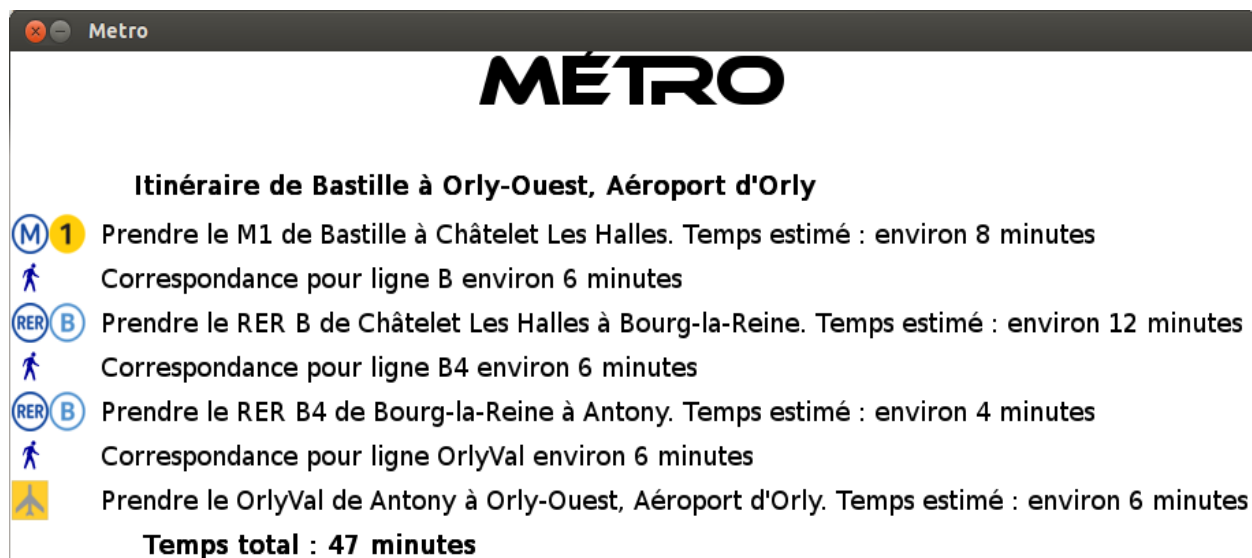 Metro
MÉTRO
Itinéraire de Bastille à Orly-Ouest, Aéroport d'Orly
M 1 Prendre le M1 de Bastille à Châtelet Les Halles. Temps estimé : environ 8 minutes
Correspondance pour ligne B environ 6 minutes
RER B Prendre le RER B de Châtelet Les Halles à Bourg-la-Reine. Temps estimé : environ 12 minutes
Correspondance pour ligne B4 environ 6 minutes
RER B Prendre le RER B4 de Bourg-la-Reine à Antony. Temps estimé : environ 4 minutes
Correspondance pour ligne OrlyVal environ 6 minutes
Prendre le OrlyVal de Antony à Orly-Ouest, Aéroport d'Orly. Temps estimé : environ 6 minutes
Temps total : 47 minutes